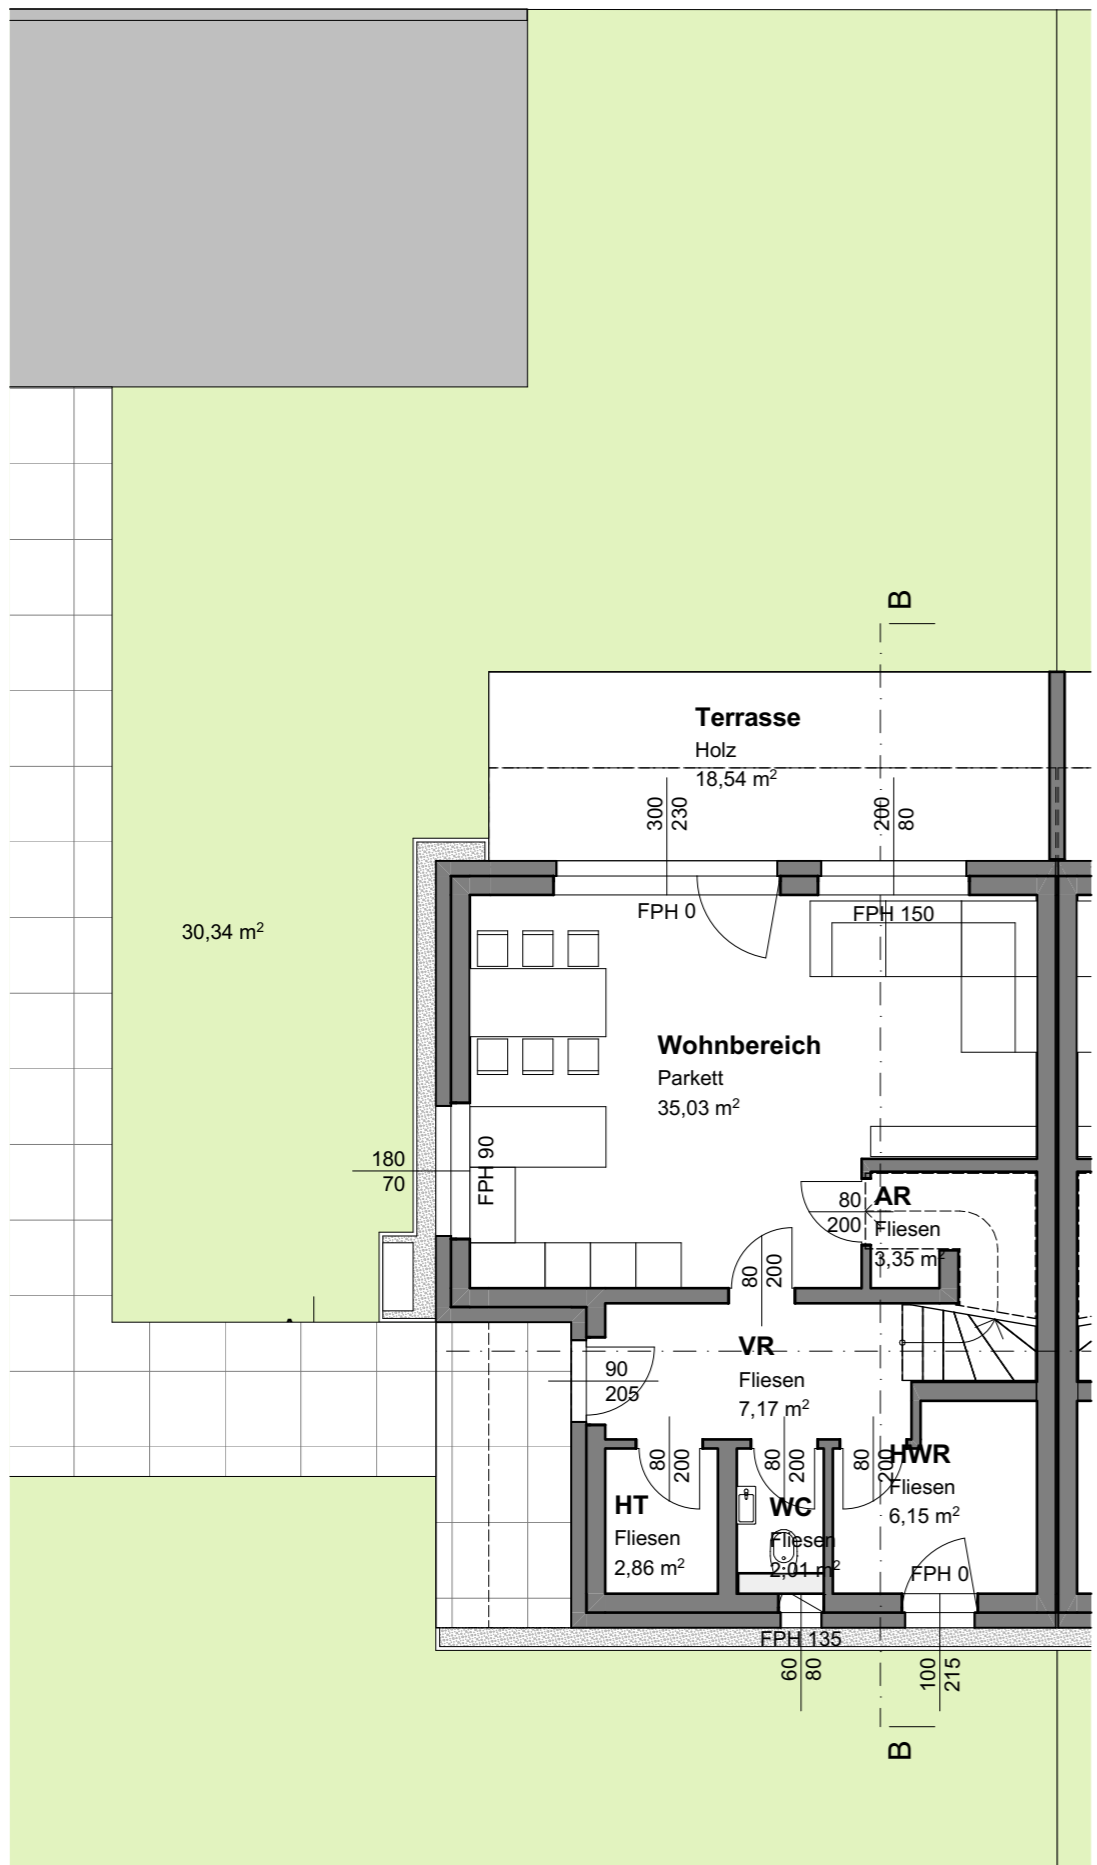 B
Terrasse
Holz
18,54 m²
300
230
200
80
30,34 m²
FPH 0
FPH 150
Wohnbereich
Parkett
35,03 m²
180
70
FPH 90
80
200
AR
Fliesen
3,35 m²
80
200
VR
Fliesen
7,17 m²
90
205
80
200
80
200
80
200
HWR
Fliesen
6,15 m²
HT
Fliesen
2,86 m²
WC
Fliesen
2,01 m²
FPH 0
FPH 135
60
80
100
215
B